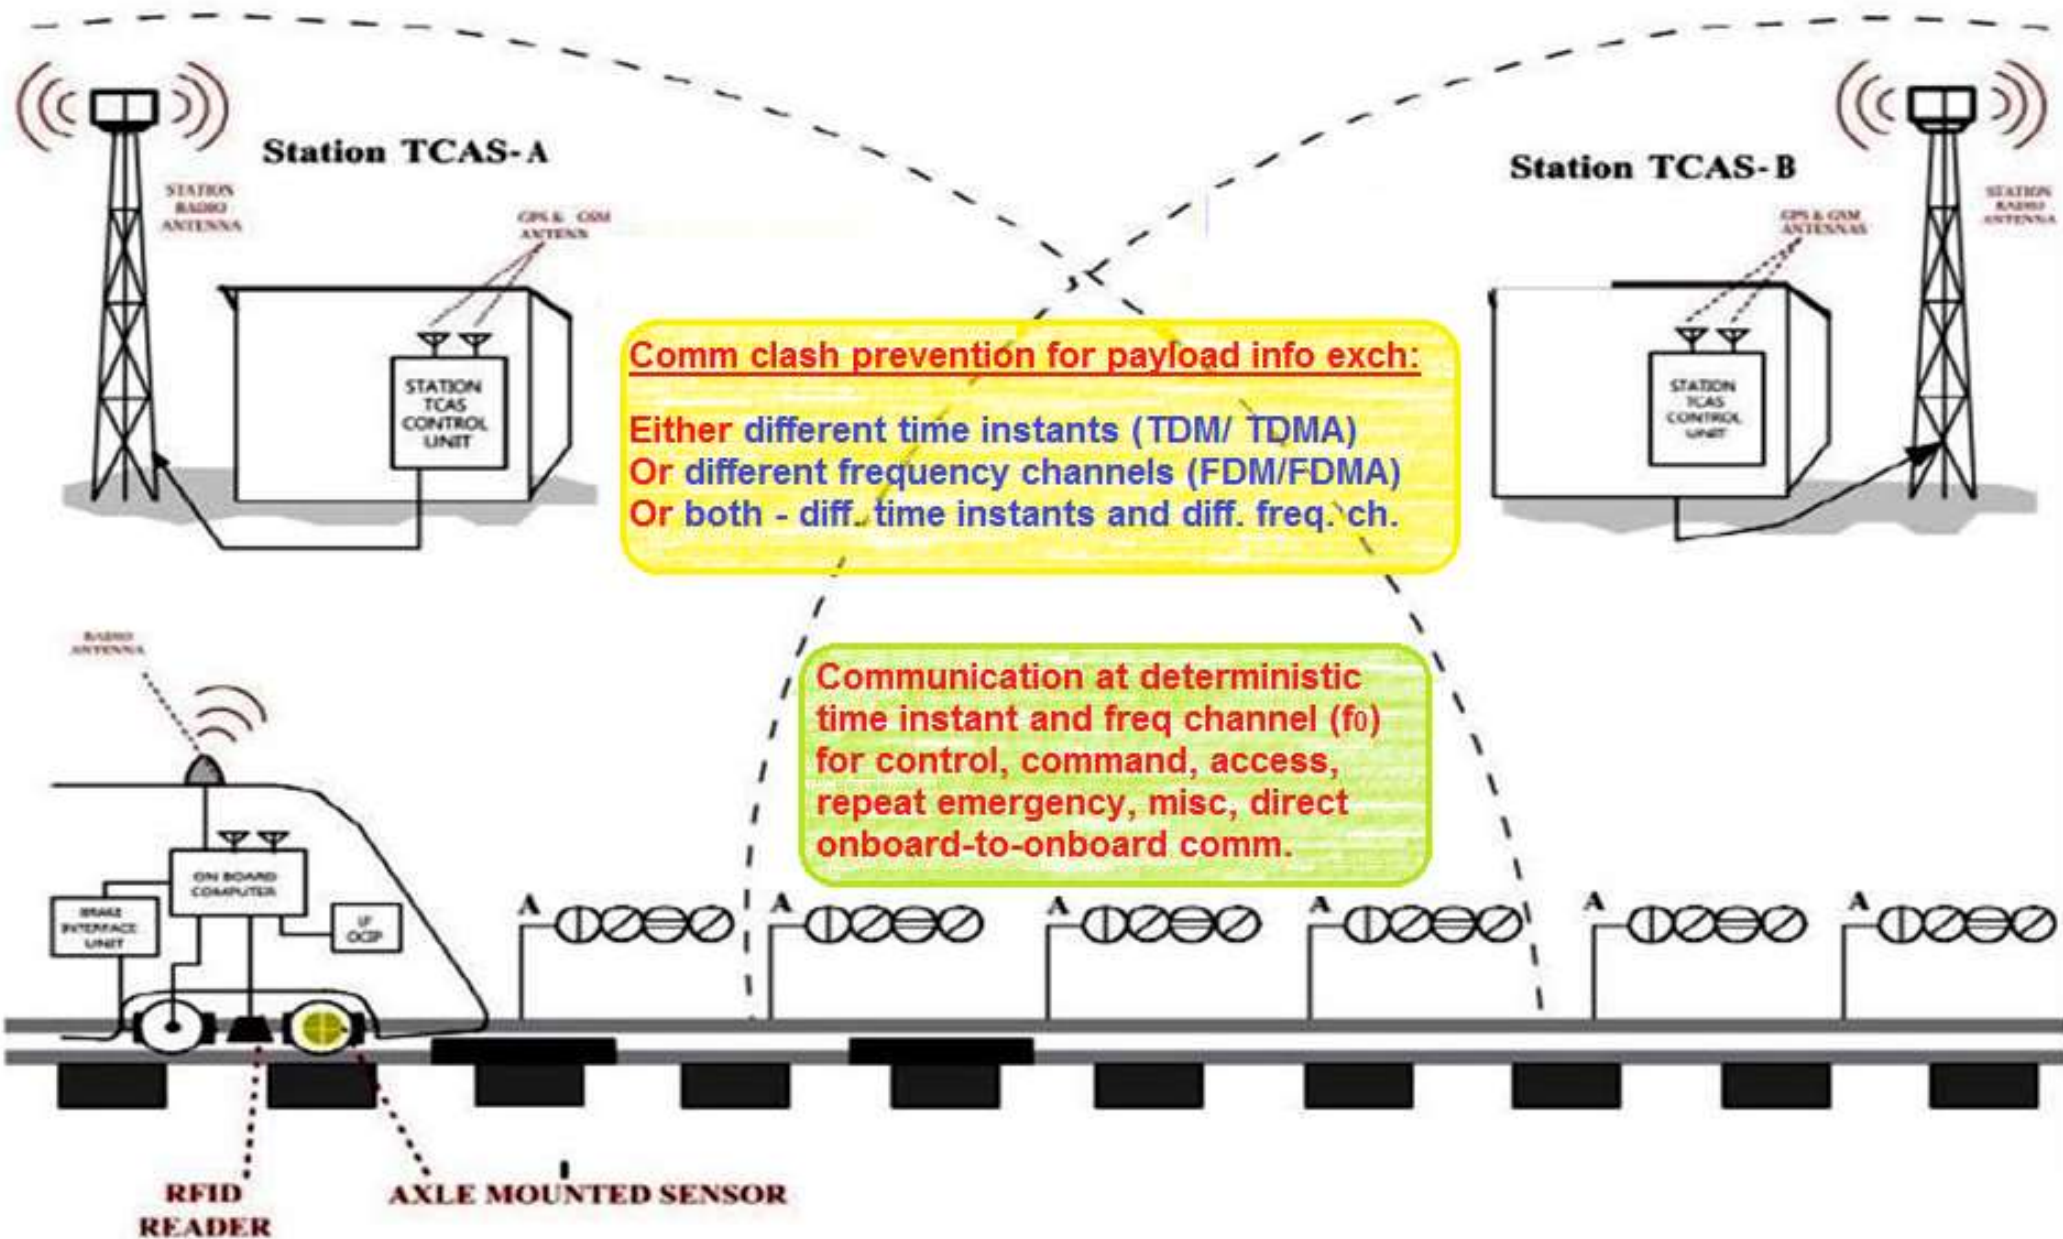 Station TCAS-A
STATION
RADIO
ANTENNA
GPS & GSM
ANTENN
STATION
TCAS
CONTROL
UNIT
Station TCAS-B
STATION
RADIO
ANTENNA
GPS & GSM
ANTENNAS
STATION
TCAS
CONTROL
UNIT
Comm clash prevention for payload info exch:
Either different time instants (TDM/ TDMA)
Or different frequency channels (FDM/FDMA)
Or both - diff. time instants and diff. freq. ch.
Communication at deterministic
time instant and freq channel (f0)
for control, command, access,
repeat emergency, misc, direct
onboard-to-onboard comm.
RADIO
ANTENNA
ON BOARD
COMPUTER
BRAKE
INTERFACE
UNIT
LP
OCIP
A
A
A
A
A
A
RFID
READER
AXLE MOUNTED SENSOR